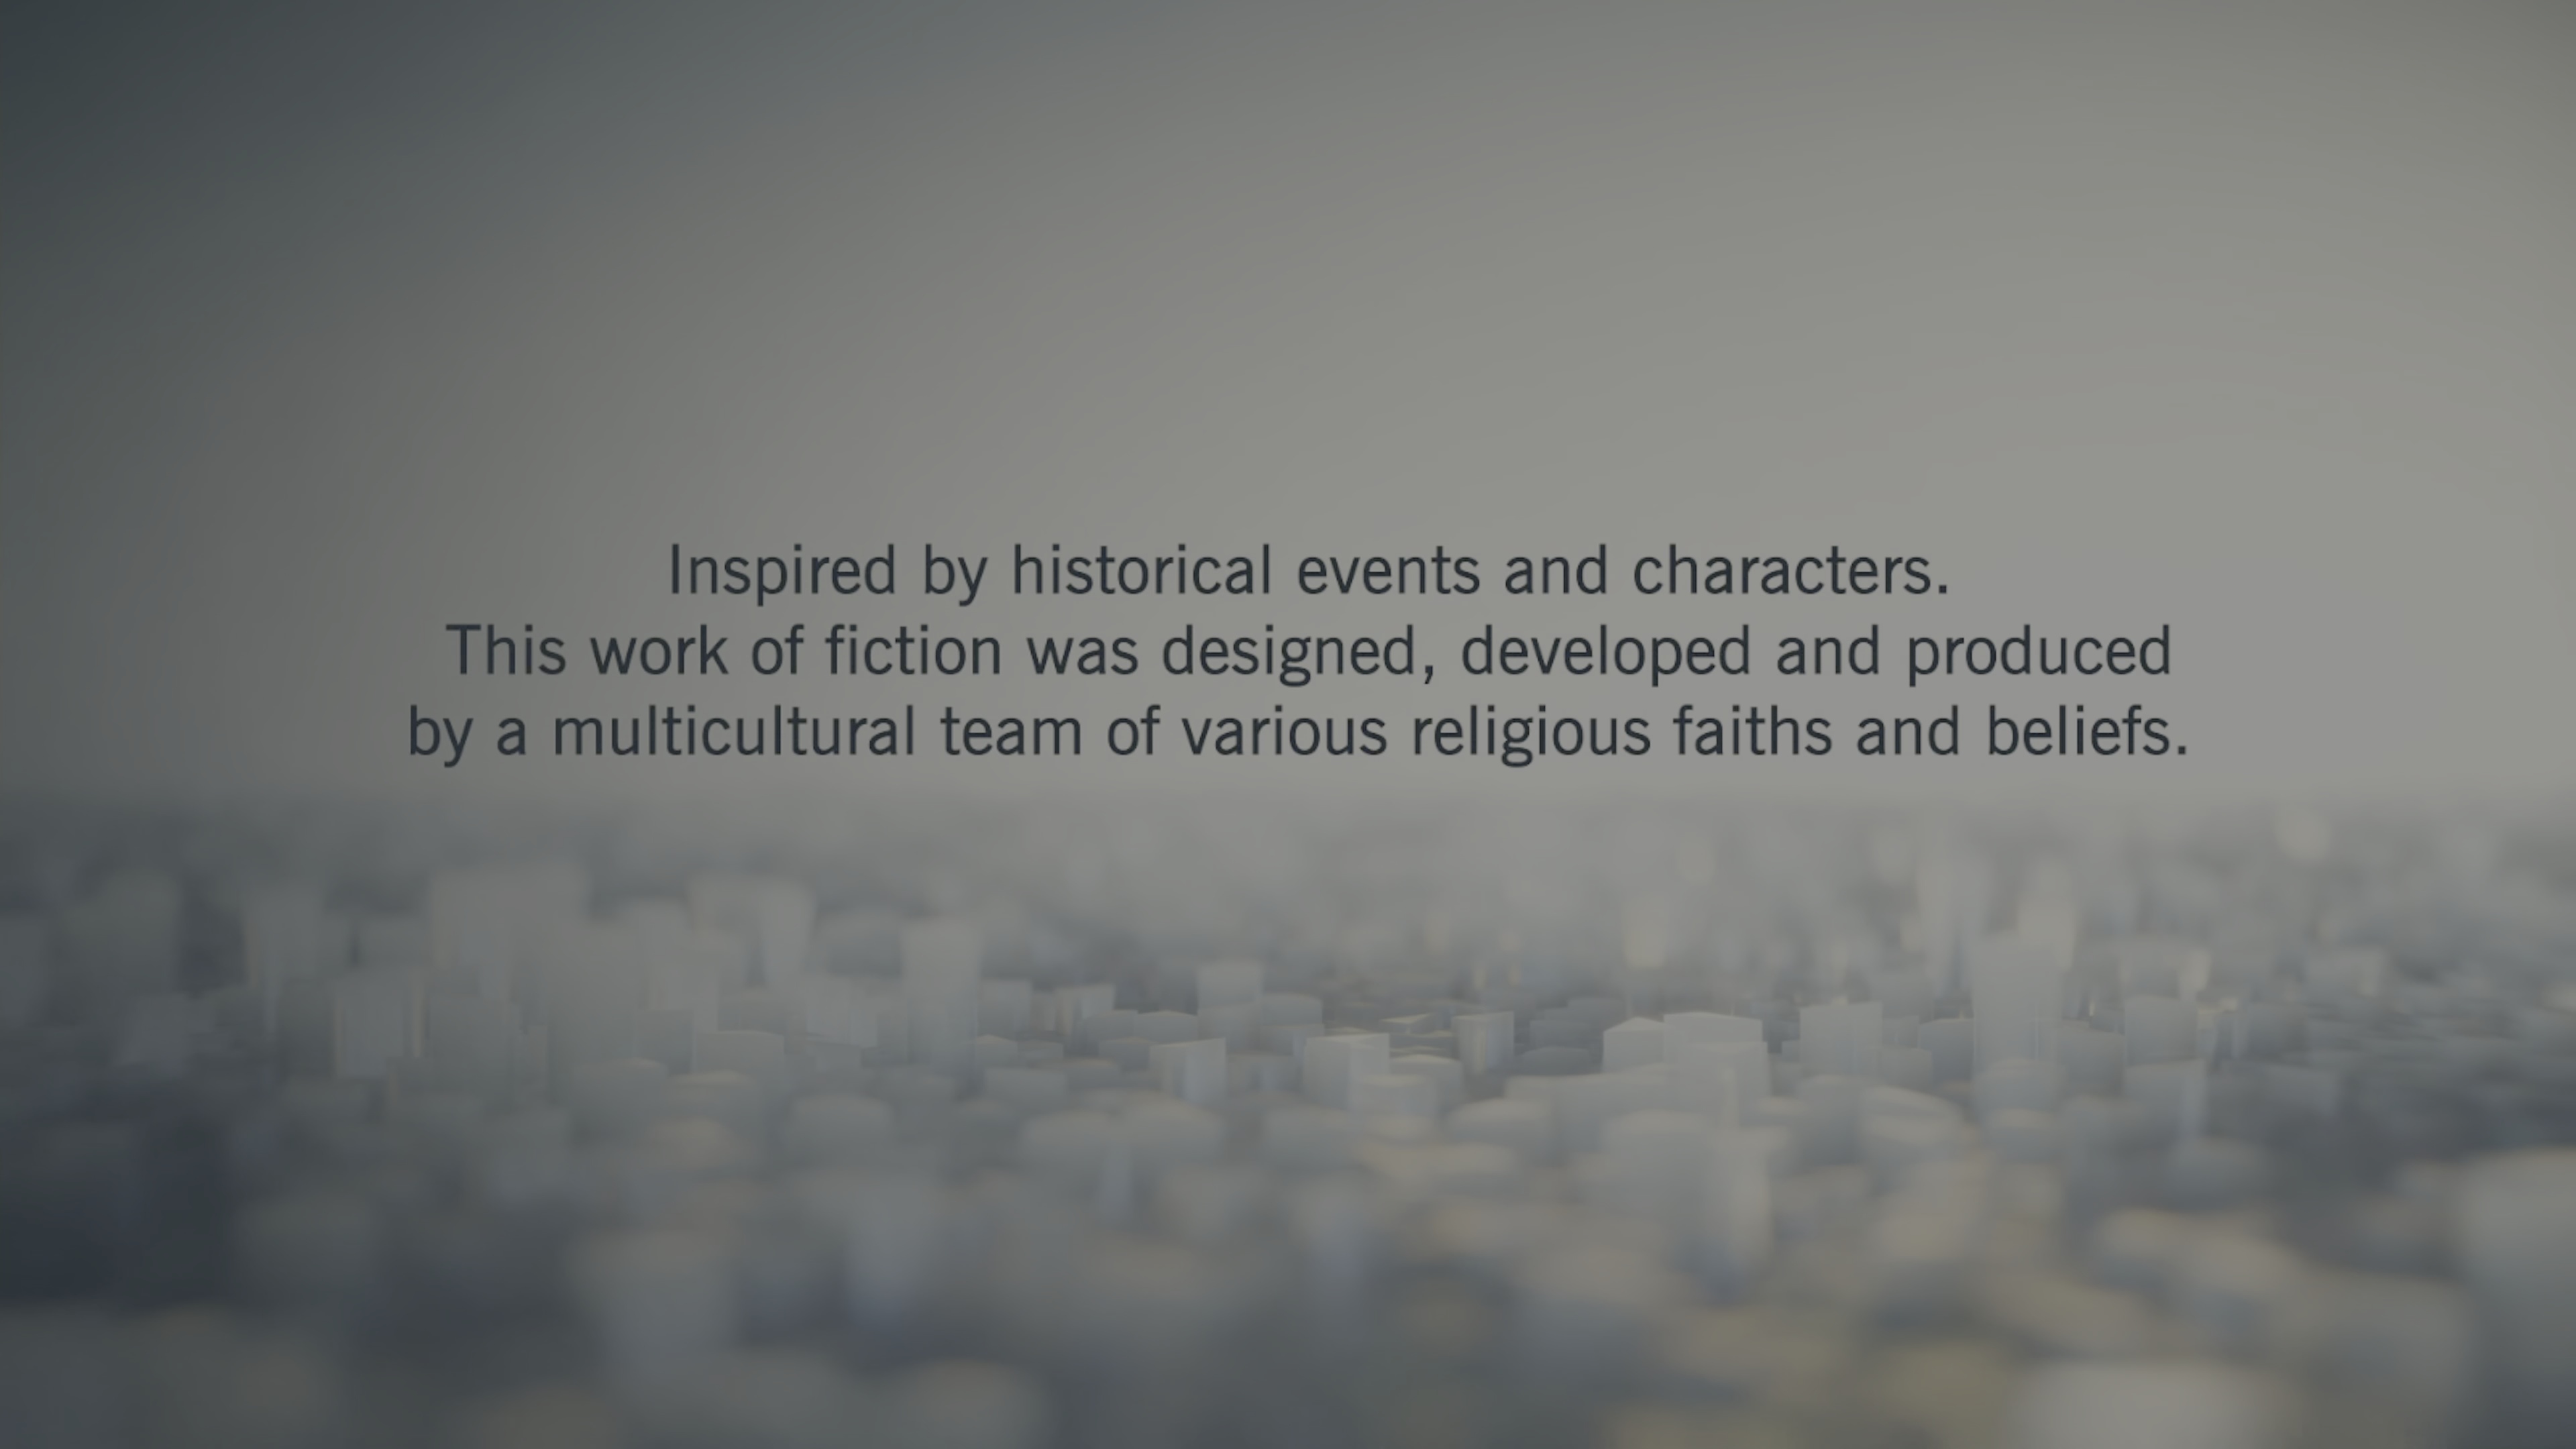 Inspired by historical events and characters.
This work of fiction was designed, developed and produced
by a multicultural team of various religious faiths and beliefs.